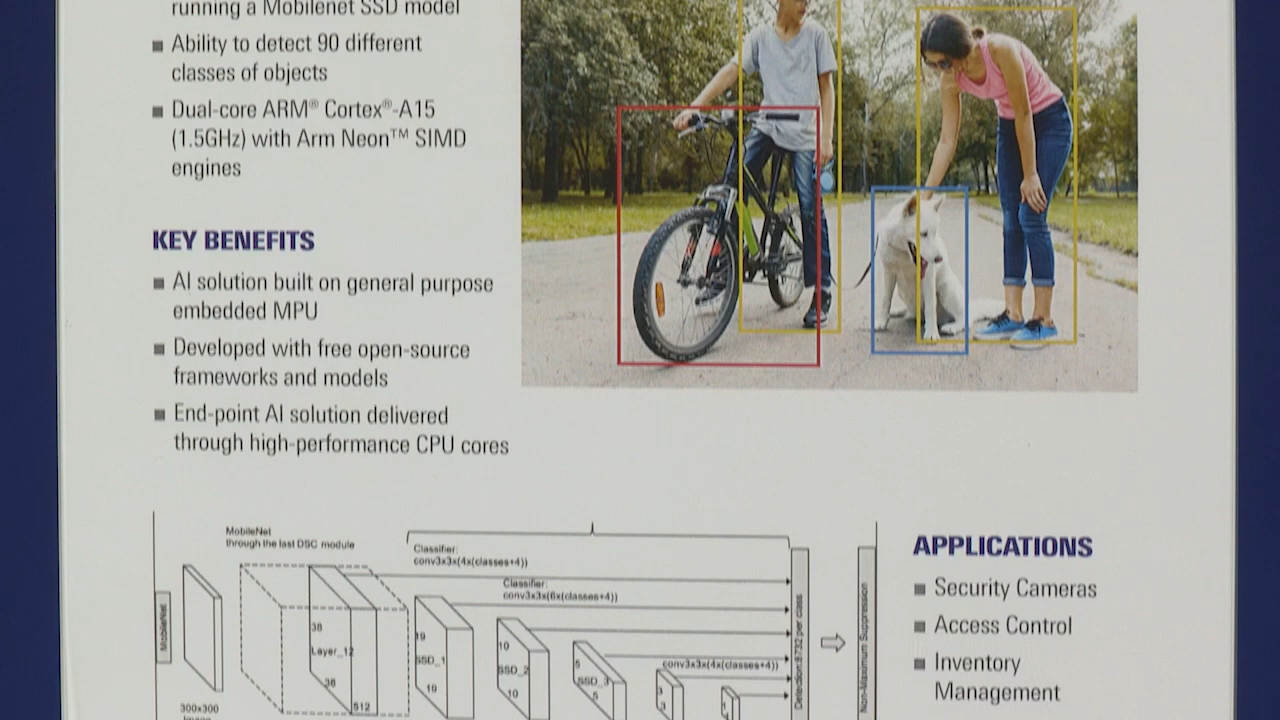 running a Mobilenet SSD model
■ Ability to detect 90 different
classes of objects
■ Dual-core ARM® Cortex®-A15
(1.5GHz) with Arm Neon™ SIMD
engines
KEY BENEFITS
■ AI solution built on general purpose
embedded MPU
■ Developed with free open-source
frameworks and models
■ End-point AI solution delivered
through high-performance CPU cores
MobileNet
through the last DSC module
Classifier:
conv3x3x(4x(classes+4))
Classifier:
conv3x3x(6x(classes+4))
MobileNet
300x300
Image
38
Layer_12
38
512
19
SSD_1
19
10
SSD_2
10
5
SSD_3
5
conv3x3x(4x(classes+4))
3
3
1
Detection:8732 per class
Non-Maximum Suppression
APPLICATIONS
■ Security Cameras
■ Access Control
■ Inventory
Management